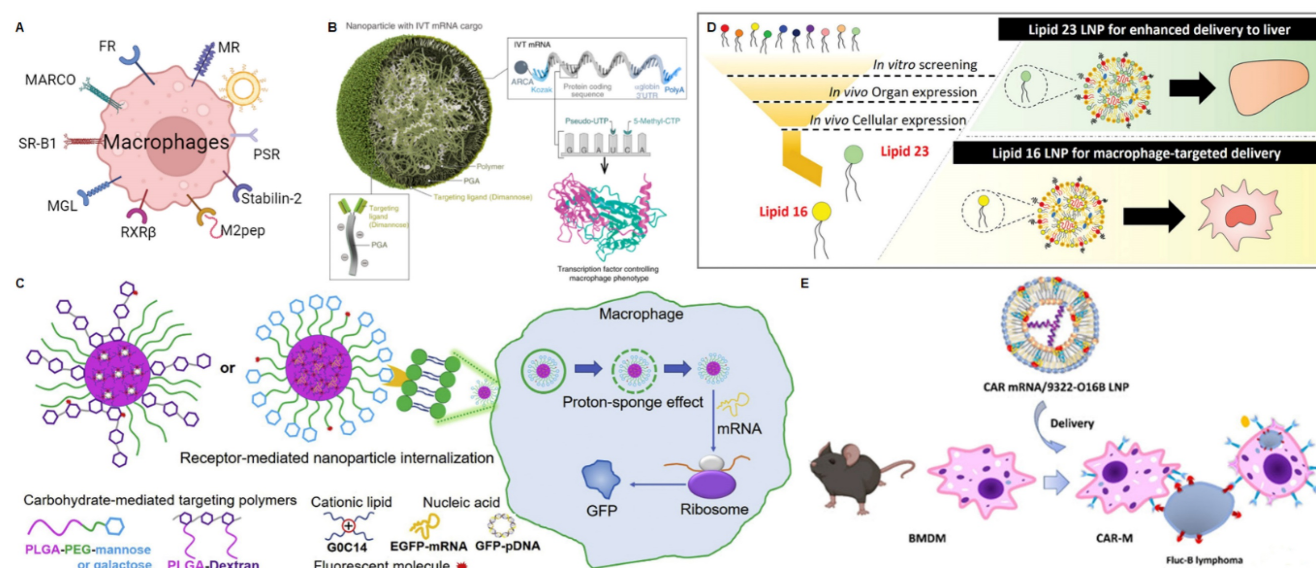 A
FR
MR
MARCO
SR-B1
Macrophages
PSR
MGL
Stabilin-2
RXRβ
M2pep
B
Nanoparticle with IVT mRNA cargo
IVT mRNA
ARCA
Kozak
Protein coding
sequence
αglobin
3'UTR
PolyA
Pseudo-UTP
5-Methyl-CTP
G G A U C A
Polymer
PGA
Targeting ligand (Dimannose)
Targeting
ligand
(Dimannose)
PGA
Transcription factor controlling
macrophage phenotype
D
In vitro screening
In vivo Organ expression
In vivo Cellular expression
Lipid 23
Lipid 16
Lipid 23 LNP for enhanced delivery to liver
Lipid 16 LNP for macrophage-targeted delivery
C
or
Receptor-mediated nanoparticle internalization
Macrophage
Proton-sponge effect
mRNA
GFP
Ribosome
Carbohydrate-mediated targeting polymers
PLGA-PEG-mannose
or galactose
PLGA-Dextran
Cationic lipid
G0C14
Nucleic acid
EGFP-mRNA
GFP-pDNA
Fluorescent molecule
E
CAR mRNA/9322-O16B LNP
Delivery
BMDM
CAR-M
Fluc-B lymphoma